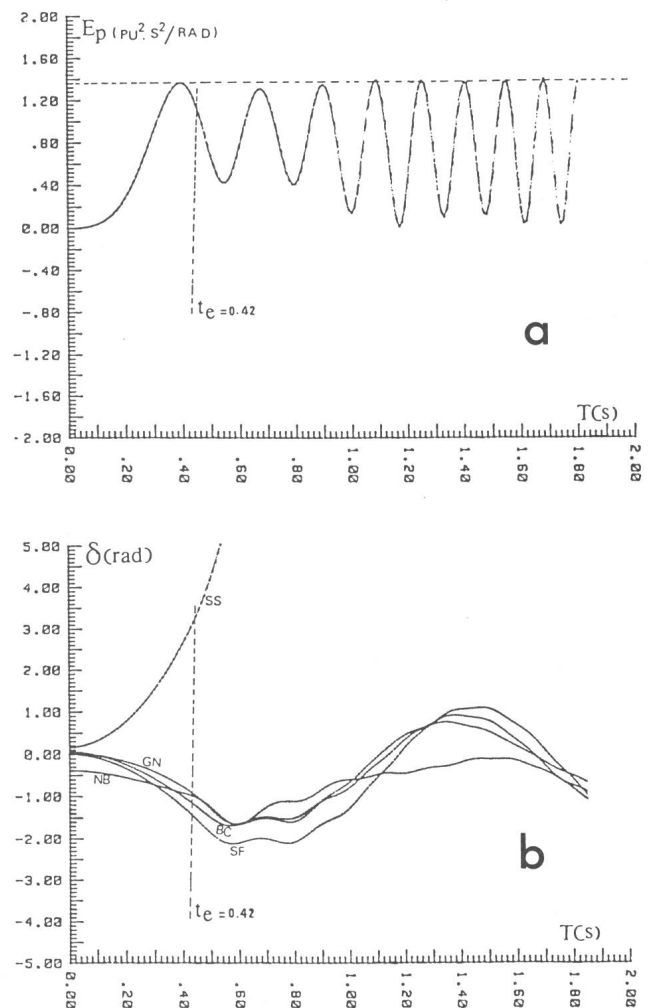 2.00
Ep (PU².S²/RAD)
1.60
1.20
.80
.40
0.00
-.40
-.80
te =0.42
-1.20
a
-1.60
T(s)
-2.00
.00 .20 .40 .60 .80 1.00 1.20 1.40 1.60 1.80 2.00
5.00
δ(rad)
4.00
SS
3.00
2.00
1.00
0.00
GN
NB
-1.00
BC
-2.00
SF
b
-3.00
-4.00
te =0.42
T(s)
-5.00
.00 .20 .40 .60 .80 1.00 1.20 1.40 1.60 1.80 2.00